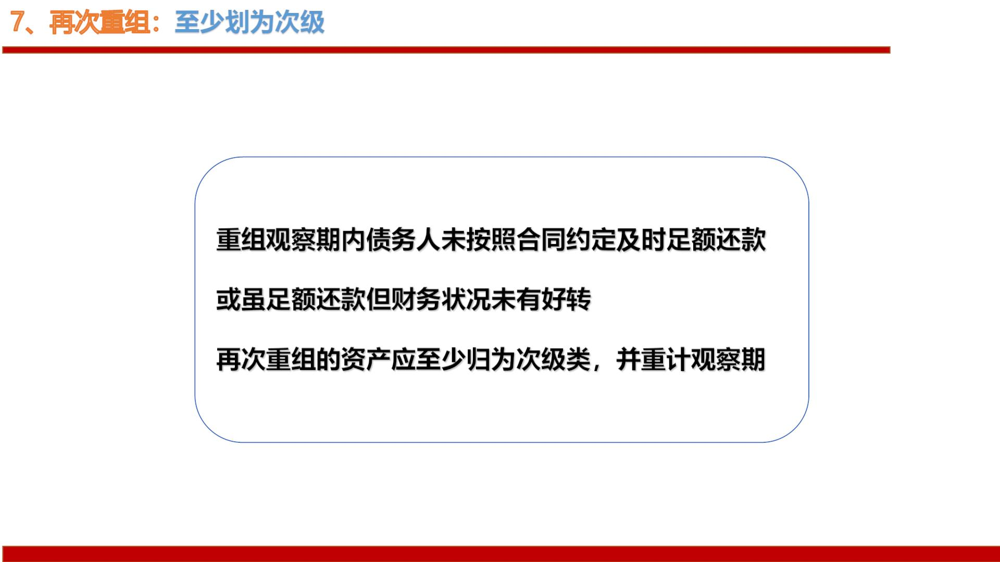 7、再次重组：至少划为次级
重组观察期内债务人未按照合同约定及时足额还款
或虽足额还款但财务状况未有好转
再次重组的资产应至少归为次级类，并重计观察期